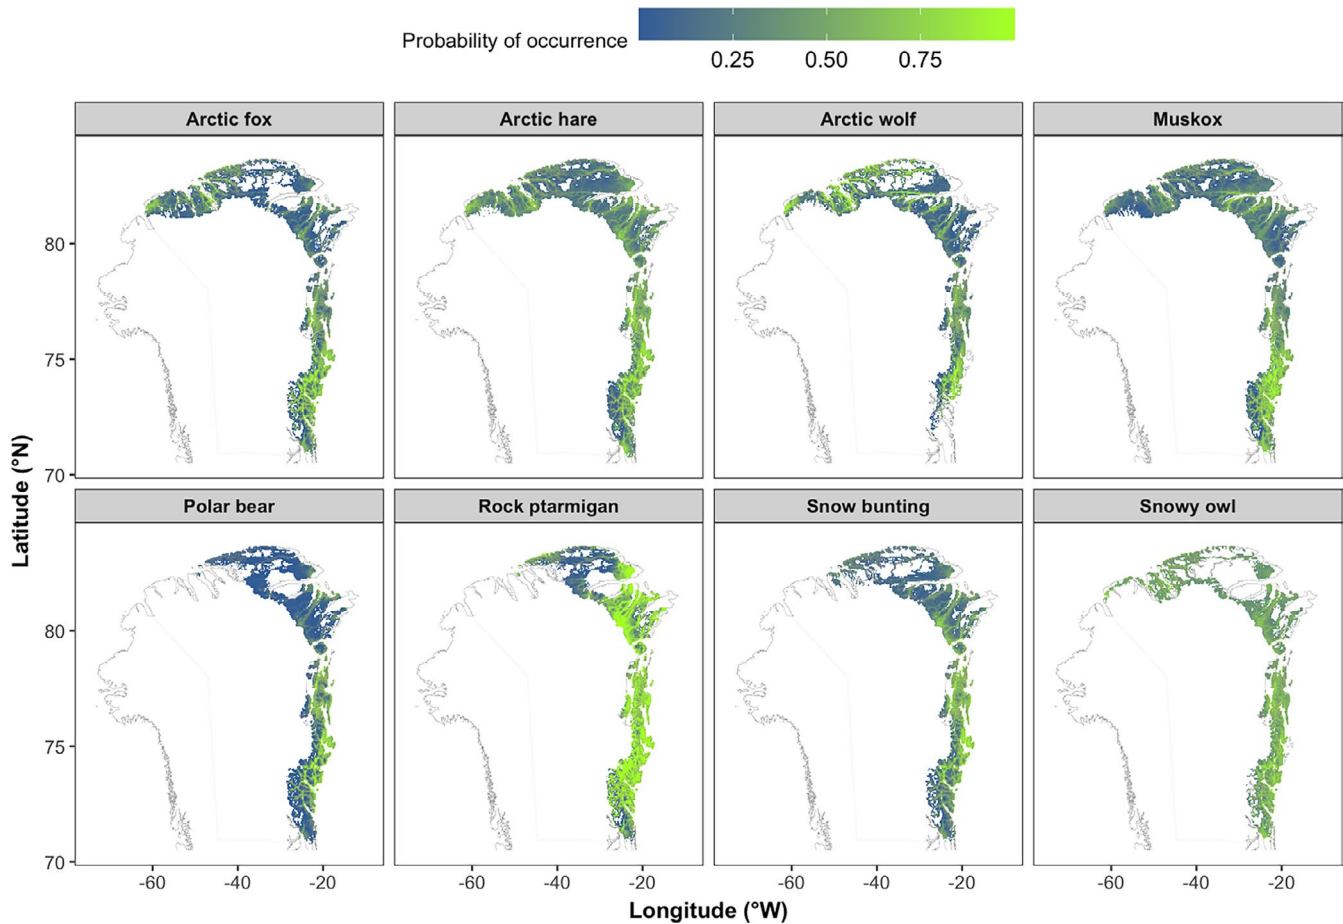 Probability of occurrence
0.25 0.50 0.75
Arctic fox Arctic hare Arctic wolf Muskox
80
75
70
Polar bear Rock ptarmigan Snow bunting Snowy owl
80
75
70
Latitude (°N)
-60 -40 -20 -60 -40 -20 -60 -40 -20 -60 -40 -20
Longitude (°W)